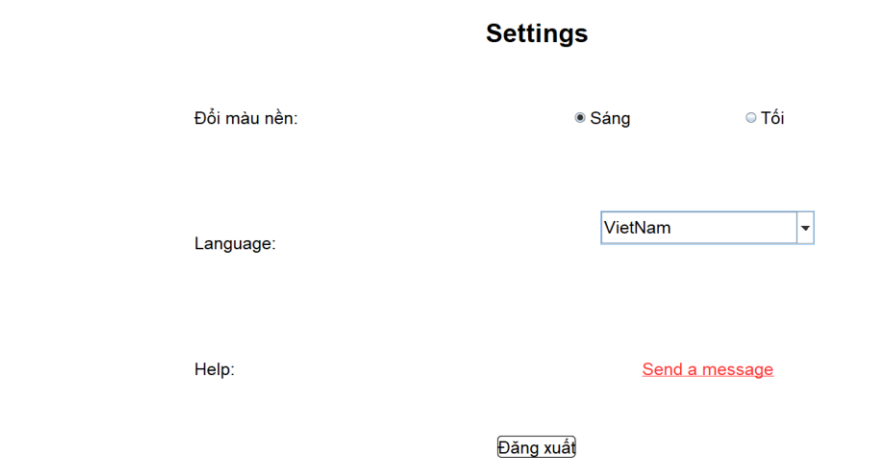 Settings
Đổi màu nền: Sáng Tối
Language: VietNam
Help: Send a message
Đăng xuất